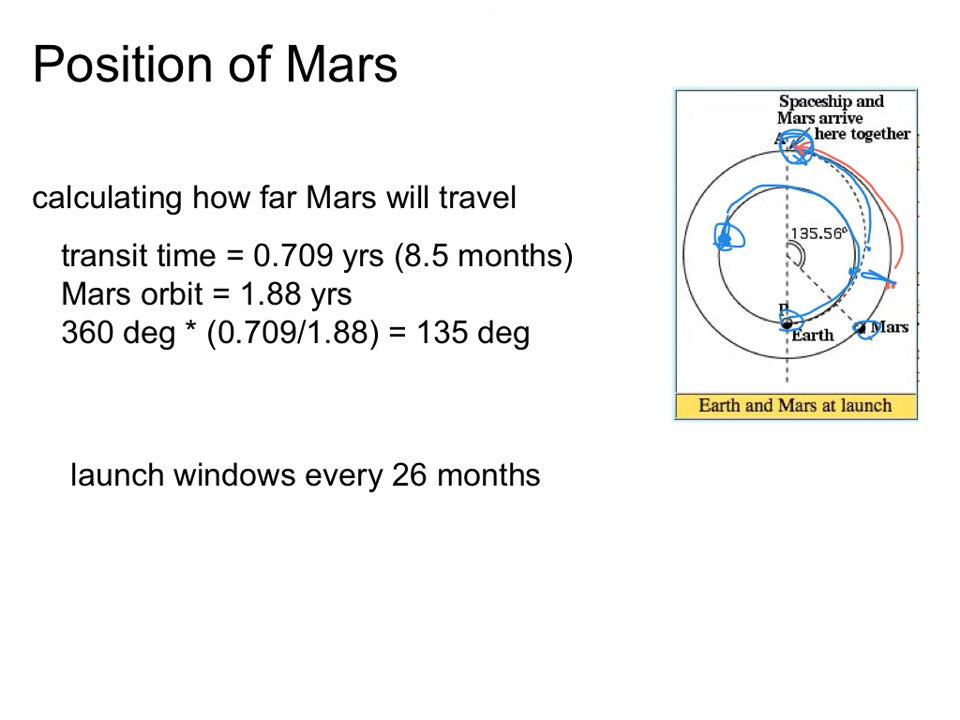 Position of Mars
calculating how far Mars will travel
transit time = 0.709 yrs (8.5 months)
Mars orbit = 1.88 yrs
360 deg * (0.709/1.88) = 135 deg
launch windows every 26 months
Spaceship and
Mars arrive
here together
A
135.56°
P
Earth
Mars
Earth and Mars at launch